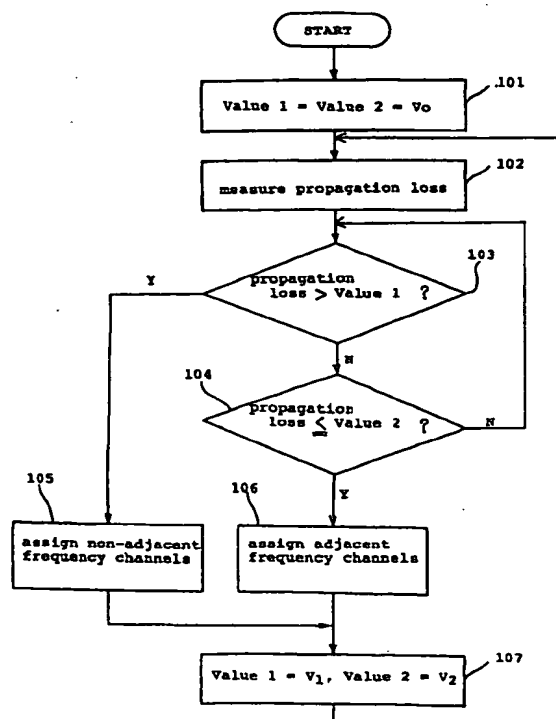 START
Value 1 = Value 2 = Vo
101
measure propagation loss
102
propagation
loss > Value 1 ?
103
Y
N
104
propagation
loss ≤ Value 2 ?
N
Y
105
assign non-adjacent
frequency channels
106
assign adjacent
frequency channels
107
Value 1 = V1, Value 2 = V2